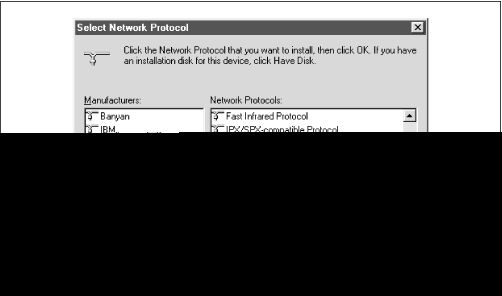 Select Network Protocol
Click the Network Protocol that you want to install, then click OK. If you have
an installation disk for this device, click Have Disk.
Manufacturers:
Network Protocols:
Banyan
Fast Infrared Protocol
IBM
IPX/SPX-compatible Protocol